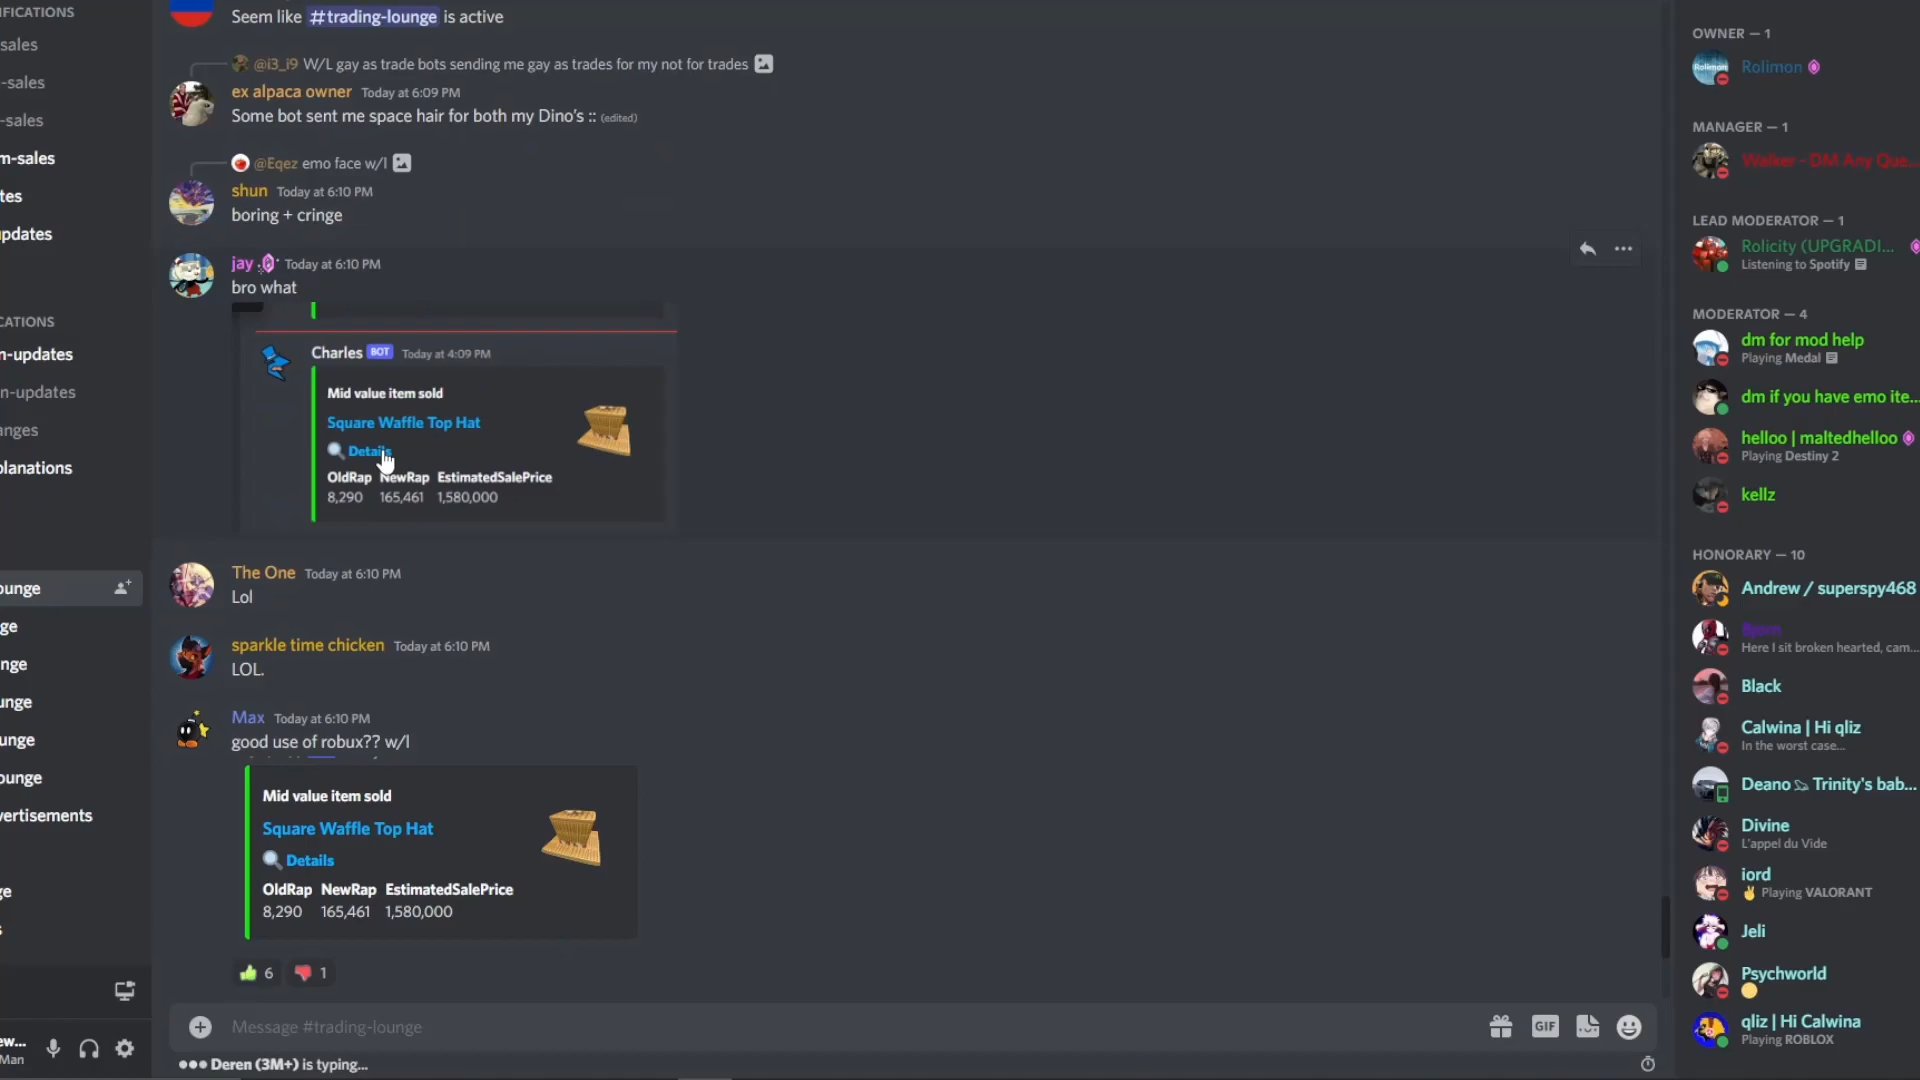 IFICATIONS
sales
-sales
-sales
m-sales
tes
updates
CATIONS
n-updates
n-updates
anges
planations
ounge
ge
nge
unge
unge
ounge
vertisements
ge
s
ew...
Man
Seem like #trading-lounge is active
@i3_i9 W/L gay as trade bots sending me gay as trades for my not for trades
ex alpaca owner Today at 6:09 PM
Some bot sent me space hair for both my Dino's :: (edited)
@Eqez emo face w/l
shun Today at 6:10 PM
boring + cringe
jay Today at 6:10 PM
bro what
Charles BOT Today at 4:09 PM
Mid value item sold
Square Waffle Top Hat
Details
OldRap NewRap EstimatedSalePrice
8,290 165,461 1,580,000
The One Today at 6:10 PM
Lol
sparkle time chicken Today at 6:10 PM
LOL.
Max Today at 6:10 PM
good use of robux?? w/l
Mid value item sold
Square Waffle Top Hat
Details
OldRap NewRap EstimatedSalePrice
8,290 165,461 1,580,000
6 1
Message #trading-lounge
GIF
Deren (3M+) is typing...
OWNER — 1
Rolimon
MANAGER — 1
Walker - DM Any Que...
LEAD MODERATOR — 1
Rolicity (UPGRADI...
Listening to Spotify
MODERATOR — 4
dm for mod help
Playing Medal
dm if you have emo ite...
helloo | maltedhelloo
Playing Destiny 2
kellz
HONORARY — 10
Andrew / superspy468
Bjorn
Here I sit broken hearted, cam...
Black
Calwina | Hi qliz
In the worst case...
Deano Trinity's bab...
Divine
L'appel du Vide
iord
Playing VALORANT
Jeli
Psychworld
qliz | Hi Calwina
Playing ROBLOX